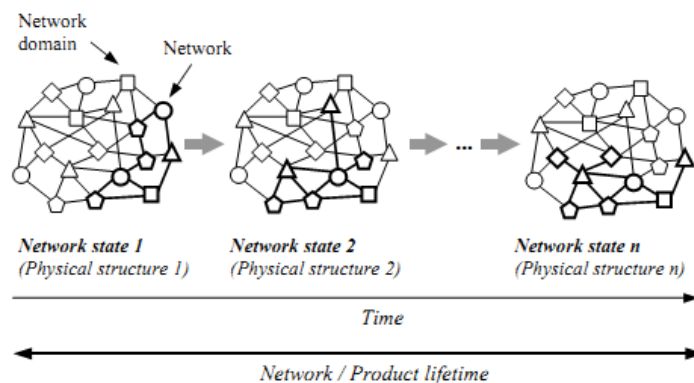 Network
domain
Network
...
Network state 1
(Physical structure 1)
Network state 2
(Physical structure 2)
Network state n
(Physical structure n)
Time
Network / Product lifetime